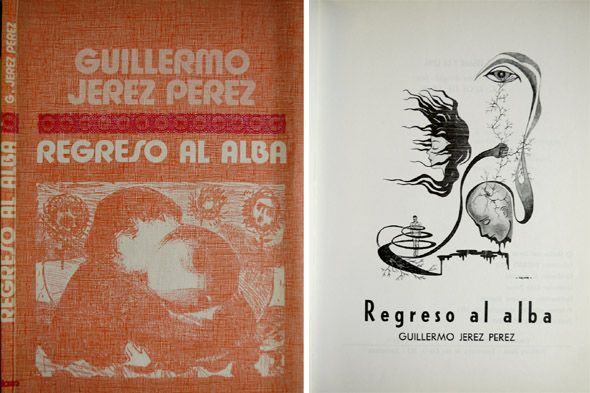 G. JEREZ PEREZ
REGRESO AL ALBA
GUILLERMO
JEREZ PEREZ
REGRESO AL ALBA
Regreso al alba
GUILLERMO JEREZ PEREZ